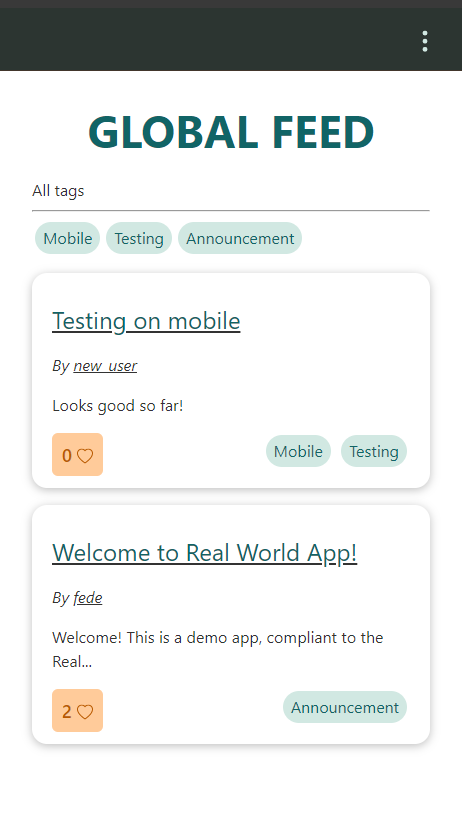 GLOBAL FEED
All tags
Mobile Testing Announcement
Testing on mobile
By new_user
Looks good so far!
0 Mobile Testing
Welcome to Real World App!
By fede
Welcome! This is a demo app, compliant to the
Real...
2 Announcement